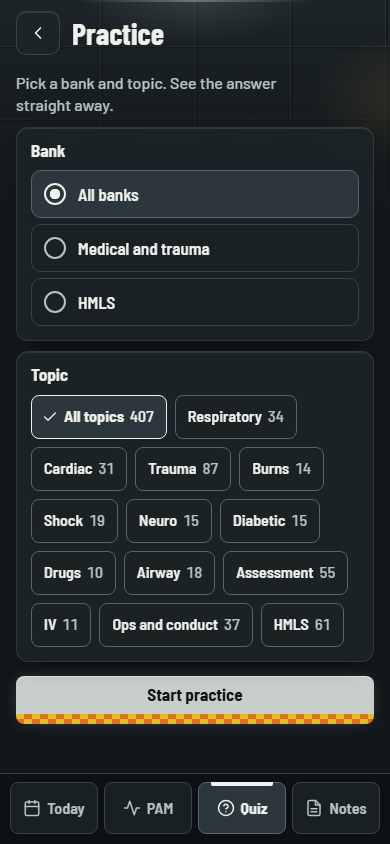 Practice
Pick a bank and topic. See the answer
straight away.
Bank
All banks
Medical and trauma
HMLS
Topic
All topics 407
Respiratory 34
Cardiac 31
Trauma 87
Burns 14
Shock 19
Neuro 15
Diabetic 15
Drugs 10
Airway 18
Assessment 55
IV 11
Ops and conduct 37
HMLS 61
Start practice
Today
PAM
Quiz
Notes